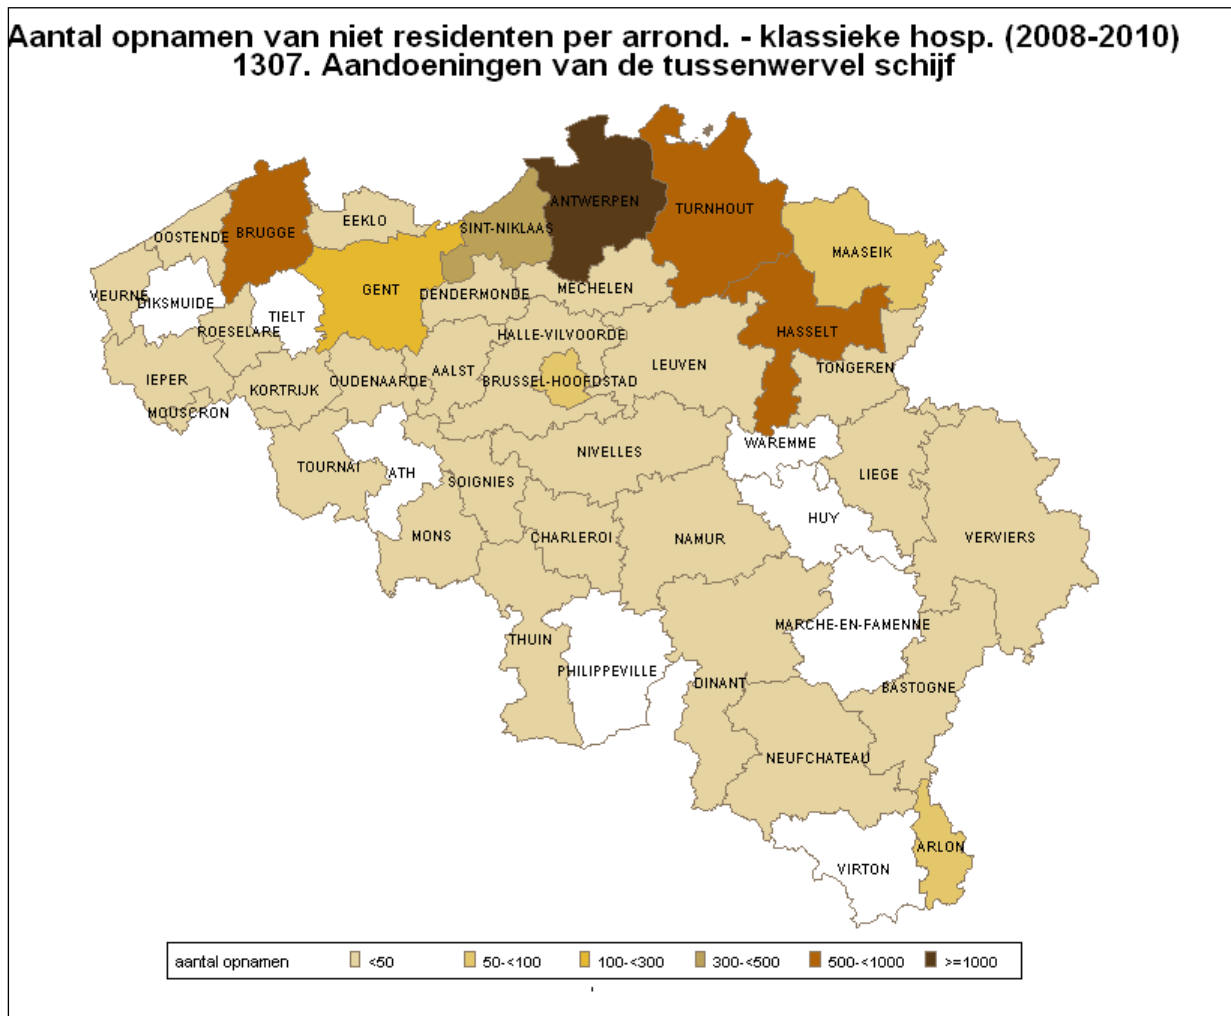 Aantal opnamen van niet residenten per arrond. - klassieke hosp. (2008-2010)
1307. Aandoeningen van de tussenwervel schijf
ANTWERPEN
TURNHOUT
EEKLO
SINT-NIKLAAS
OOSTENDE
BRUGGE
MAASEIK
GENT
MECHELEN
VEURNE
DENDERMONDE
DIKSMUIDE
TIELT
ROESELARE
HALLE-VILVOORDE
HASSELT
LEUVEN
TONGEREN
IEPER
OUDENAARDE
AALST
BRUSSEL-HOOFDSTAD
KORTRIJK
MOUSCRON
WAREMME
NIVELLES
TOURNAI
ATH
LIEGE
SOIGNIES
HUY
MONS
CHARLEROI
NAMUR
VERVIERS
MARCHE-EN-FAMENNE
THUIN
PHILIPPEVILLE
DINANT
BASTOGNE
NEUFCHATEAU
ARLON
VIRTON
aantal opnamen <50 50-<100 100-<300 300-<500 500-<1000 >=1000